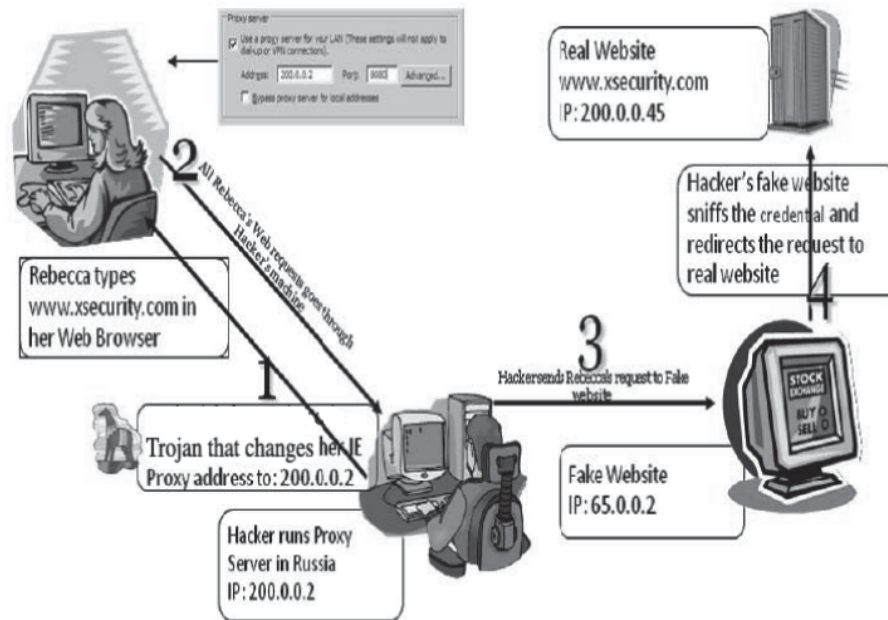 Proxy server
Use a proxy server for your LAN (These settings will not apply to
dial-up or VPN connections).
Address: 200.0.0.2 Port: 8080 Advanced...
Bypass proxy server for local addresses
Real Website
www.xsecurity.com
IP: 200.0.0.45
2
All Rebecca's Web requests goes through
Hacker's machine
Hacker's fake website
sniffs the credential and
redirects the request to
real website
4
Rebecca types
www.xsecurity.com in
her Web Browser
1
3
Hacker sends Rebecca's request to Fake
website
STOCK
EXCHANGE
BUY
SELL
Trojan that changes her IE
Proxy address to: 200.0.0.2
Fake Website
IP: 65.0.0.2
Hacker runs Proxy
Server in Russia
IP: 200.0.0.2